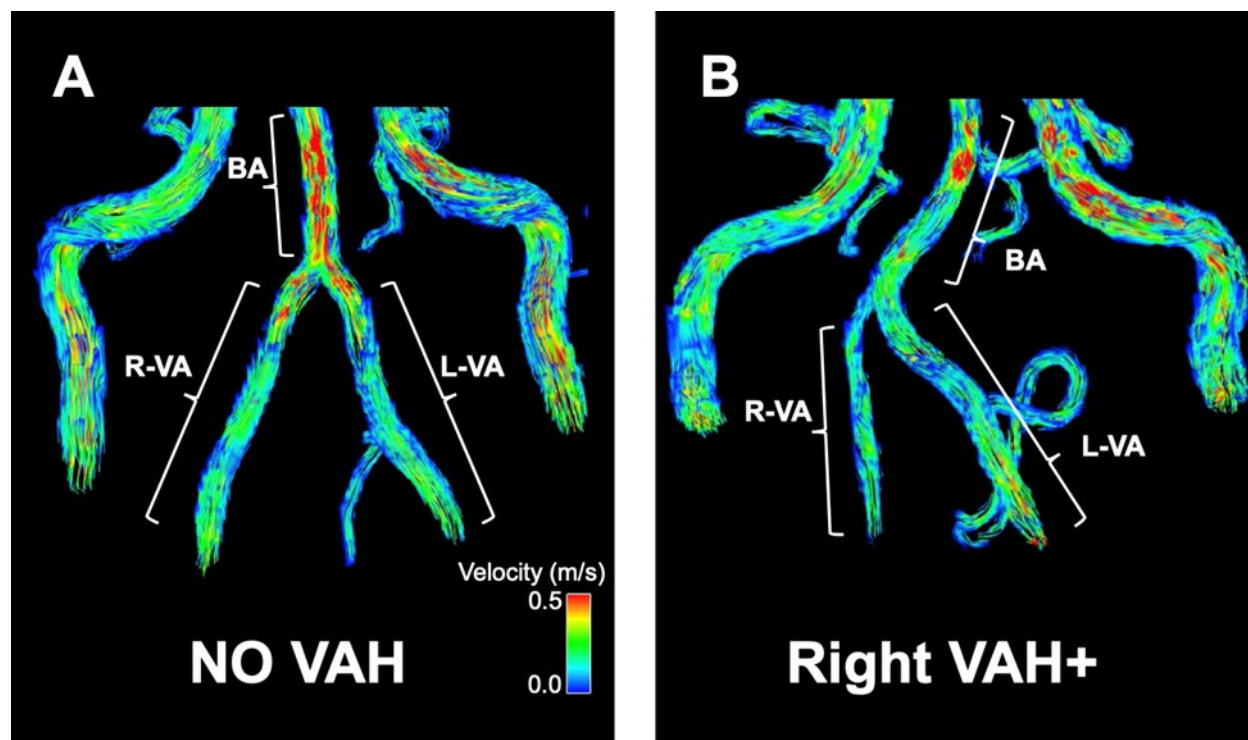 A
BA
R-VA
L-VA
Velocity (m/s)
0.5
0.0
NO VAH
B
BA
R-VA
L-VA
Right VAH+